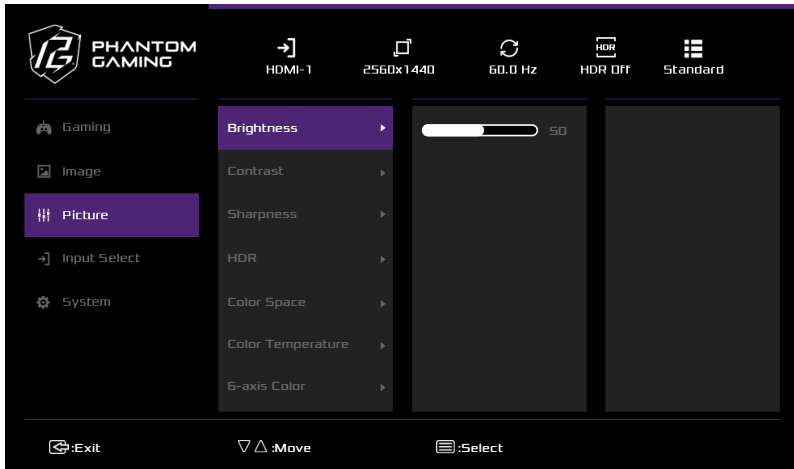 PHANTOM
GAMING
HDMI-1
2560x1440
60.0 Hz
HDR
HDR Off
Standard
Gaming
Image
Picture
Input Select
System
Brightness
Contrast
Sharpness
HDR
Color Space
Color Temperature
6-axis Color
50
:Exit
:Move
:Select